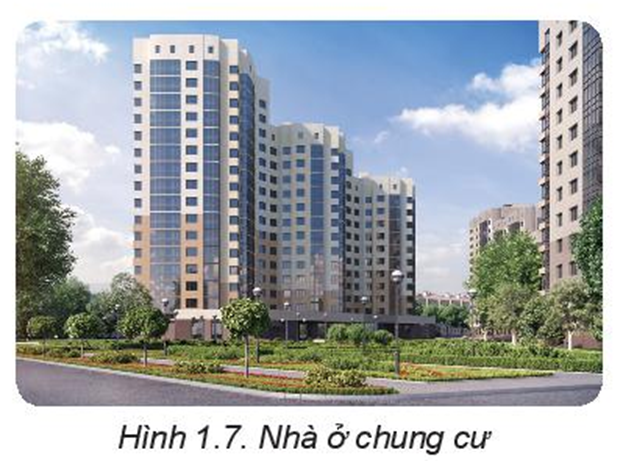 Hình 1.7. Nhà ở chung cư